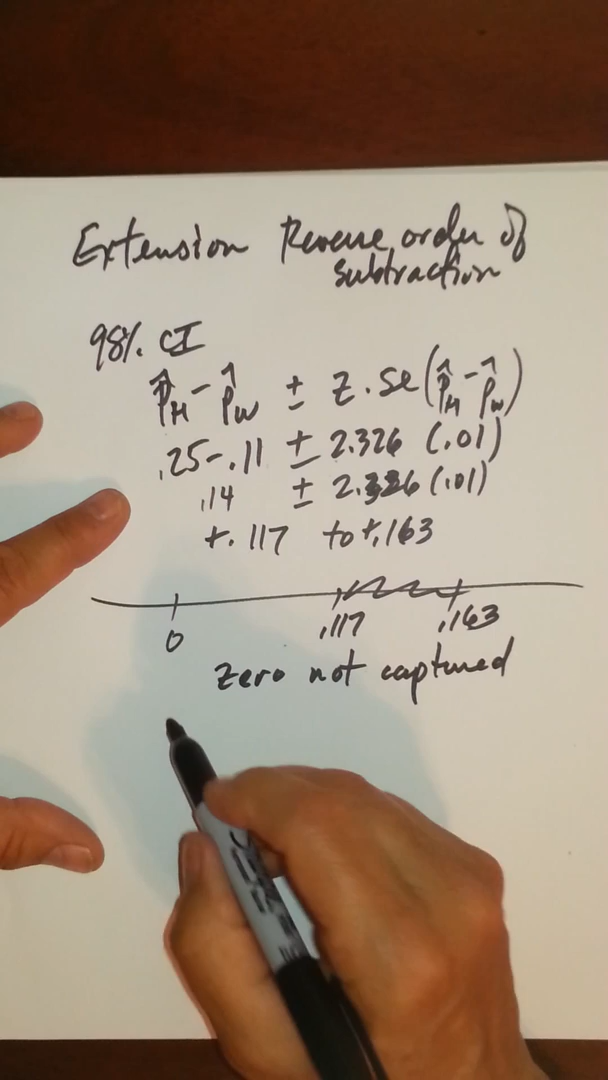 Extension Reverse order of
subtraction
98% CI
p̂H - p̂W ± z · se(p̂H - p̂W)
.25-.11 ± 2.326 (.01)
.14 ± 2.326 (.01)
+.117 to +.163
0 .117 .163
zero not captured